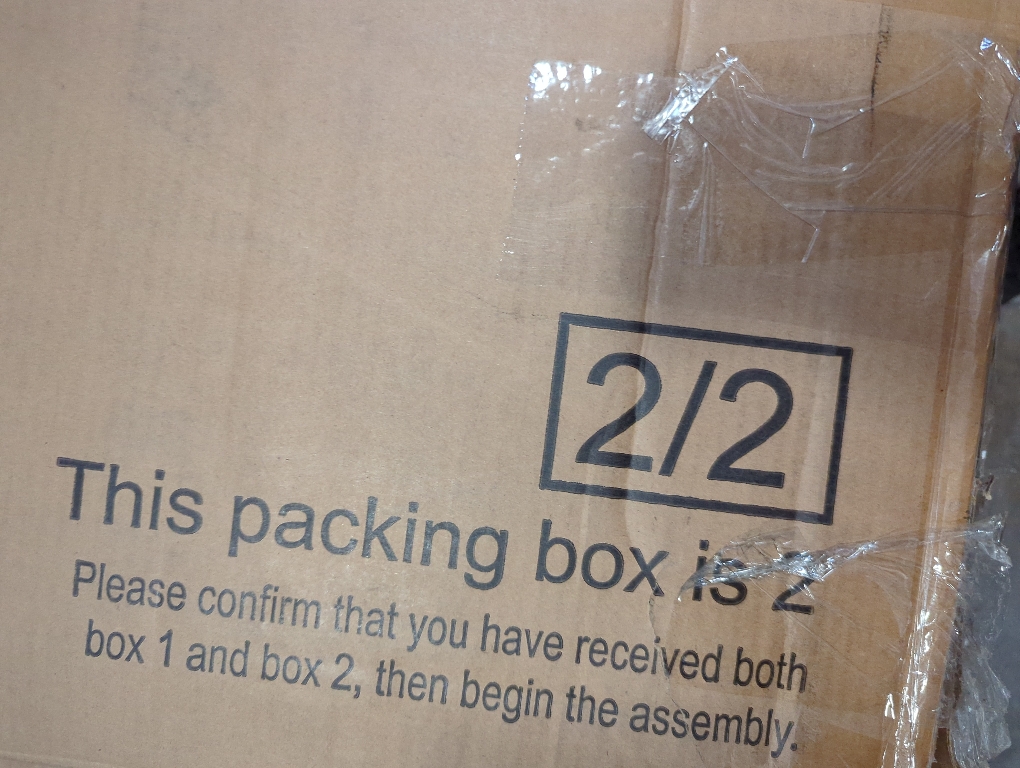 2/2
This packing box is 2
Please confirm that you have received both
box 1 and box 2, then begin the assembly.